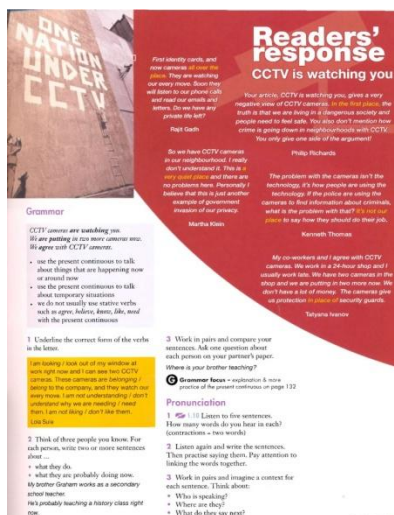 ONE
NATION
UNDER
CCTV
Readers'
response
CCTV is watching you
First identity cards, and
now cameras all over the
place. They are watching
our every move. Soon they
will listen to our phone calls
and read our emails and
letters. Do we have any
private life left?
Rajit Gadh
Your article, CCTV is watching you, gives a very
negative view of CCTV cameras. In the first place, the
truth is that we are living in a dangerous society and
people need to feel safe. You also don't mention how
crime is going down in neighbourhoods with CCTV.
You only give one side of the argument!
Philip Richards
So we have CCTV cameras
in our neighbourhood. I really
don't understand it. This is a
very quiet place and there are
no problems here. Personally I
believe that this is just another
example of government
invasion of our privacy.
Martha Klein
The problem with the cameras isn't the
technology, it's how people are using the
technology. If the police are using the
cameras to find information about criminals,
what is the problem with that? It's not our
place to say how they should do their job.
Kenneth Thomas
My co-workers and I agree with CCTV
cameras. We work in a 24-hour shop and I
usually work late. We have two cameras in the
shop and we are putting in two more now. We
don't have a lot of money. The cameras give
us protection in place of security guards.
Tatyana Ivanov
Grammar
CCTV cameras are watching you.
We are putting in two more cameras now.
We agree with CCTV cameras.
• use the present continuous to talk
about things that are happening now
or around now
• use the present continuous to talk
about temporary situations
• we do not usually use stative verbs
such as agree, believe, know, like, need
with the present continuous
1 Underline the correct form of the verbs
in the letter.
I am looking / look out of my window at
work right now and I can see two CCTV
cameras. These cameras are belonging /
belong to the company, and they watch our
every move. I am not understanding / don't
understand why we are needing / need
them. I am not liking / don't like them.
Lisa Suix
2 Think of three people you know. For
each person, write two or more sentences
about ...
• what they do.
• what they are probably doing now.
My brother Graham works as a secondary
school teacher.
He's probably teaching a history class right
now.
3 Work in pairs and compare your
sentences. Ask one question about
each person on your partner's paper.
Where is your brother teaching?
G Grammar focus – explanation & more
practice of the present continuous on page 132
Pronunciation
1 1.10 Listen to five sentences.
How many words do you hear in each?
(contractions = two words)
2 Listen again and write the sentences.
Then practise saying them. Pay attention to
linking the words together.
3 Work in pairs and imagine a context for
each sentence. Think about:
• Who is speaking?
• Where are they?
• What do they say next?